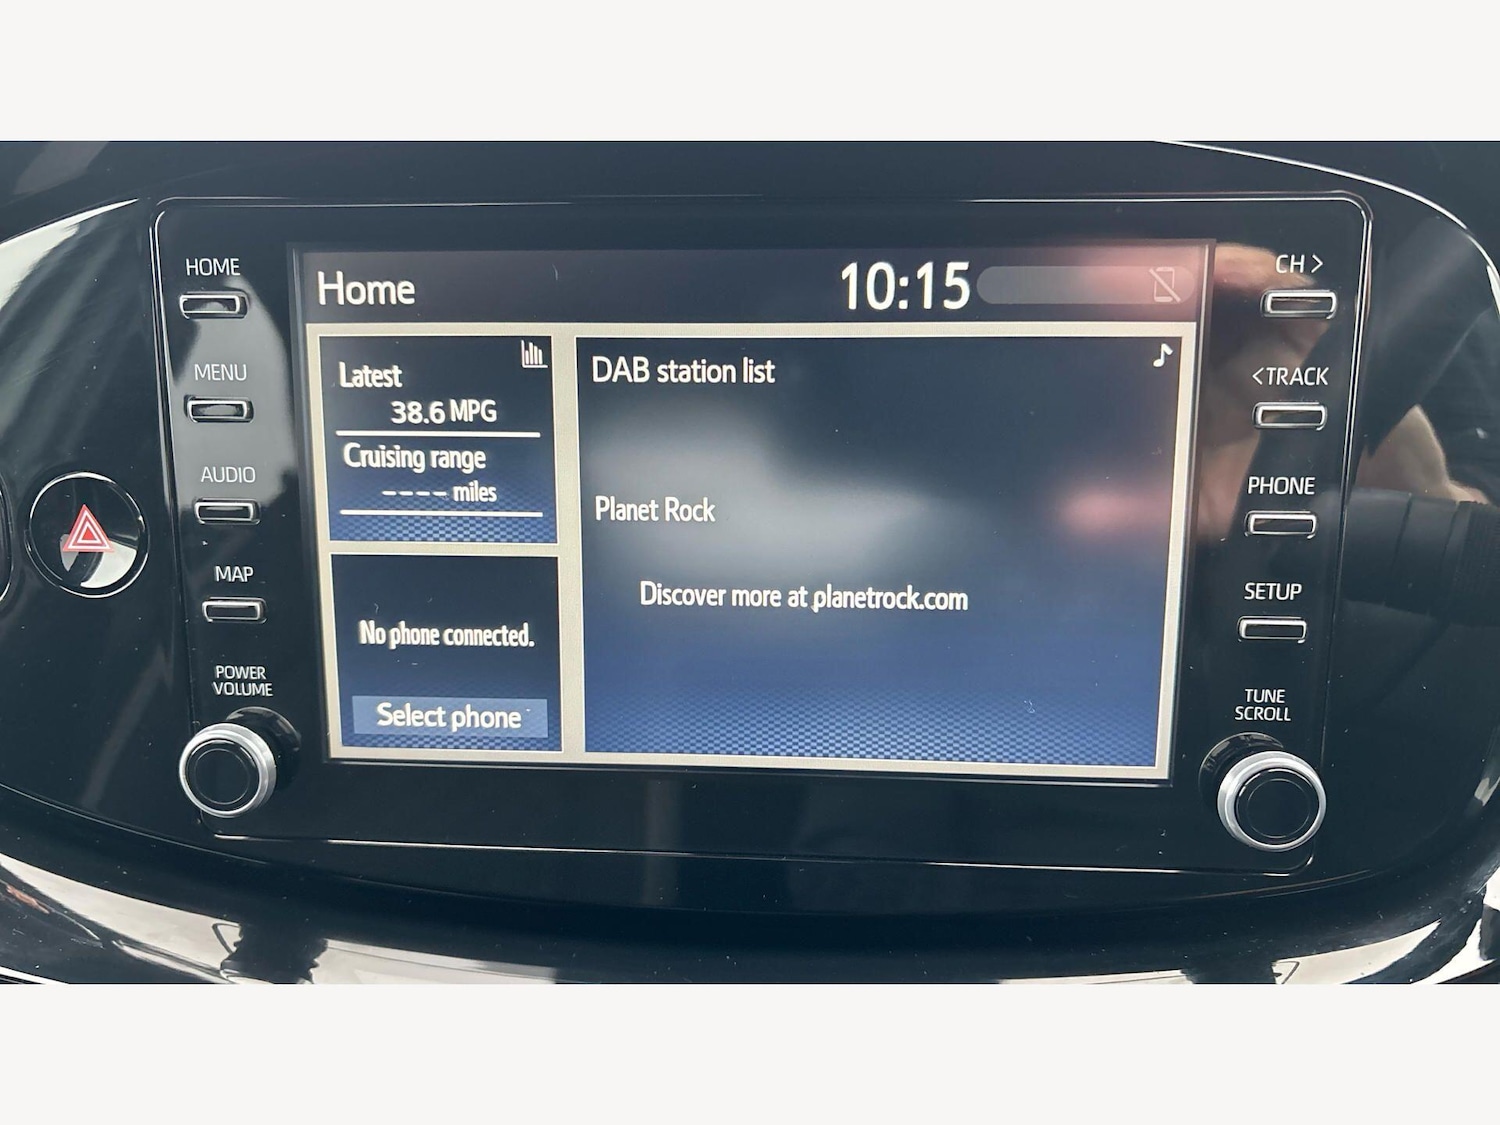 HOME
MENU
AUDIO
MAP
POWER
VOLUME
Home
10:15
Latest
38.6 MPG
Cruising range
---- miles
No phone connected.
Select phone
DAB station list
Planet Rock
Discover more at planetrock.com
CH >
< TRACK
PHONE
SETUP
TUNE
SCROLL